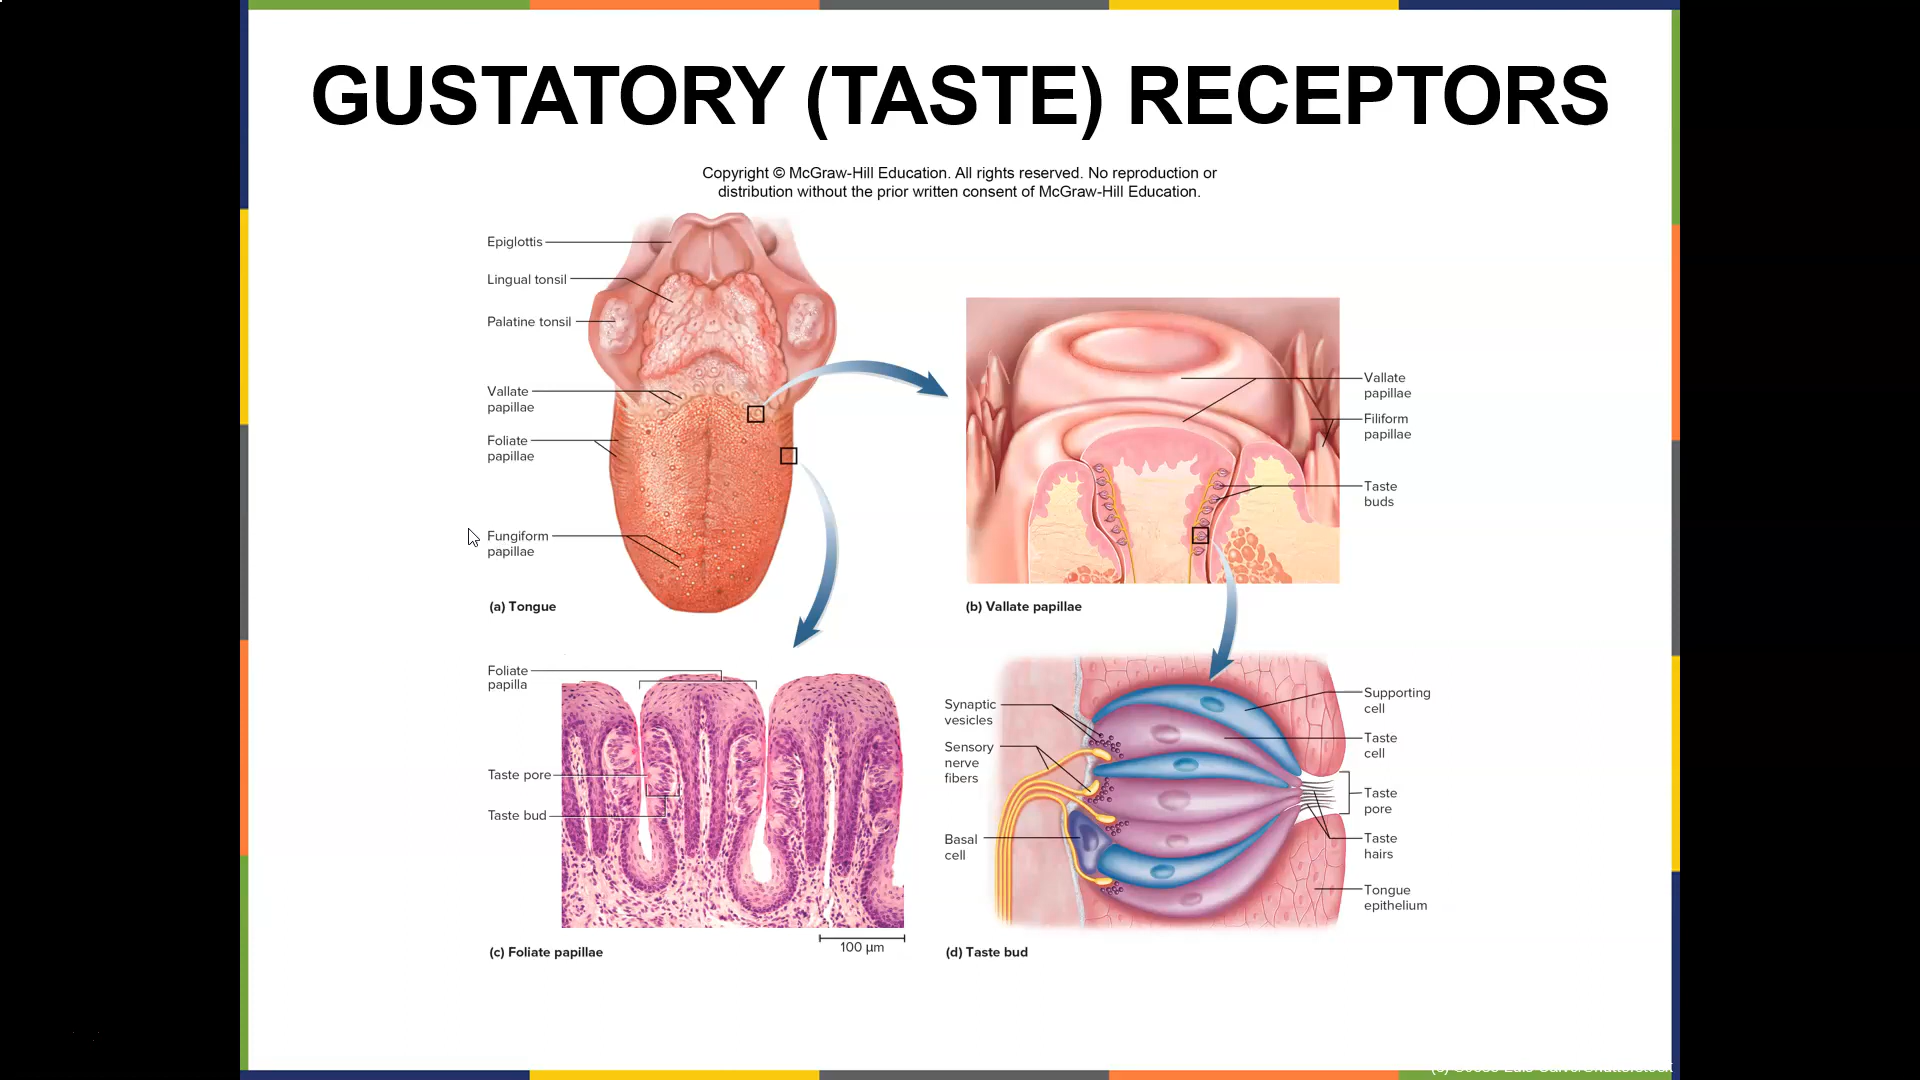 GUSTATORY (TASTE) RECEPTORS
Copyright © McGraw-Hill Education. All rights reserved. No reproduction or
distribution without the prior written consent of McGraw-Hill Education.
Epiglottis
Lingual tonsil
Palatine tonsil
Vallate
papillae
Foliate
papillae
Fungiform
papillae
(a) Tongue
Vallate
papillae
Filiform
papillae
Taste
buds
(b) Vallate papillae
Foliate
papilla
Taste pore
Taste bud
100 µm
(c) Foliate papillae
Synaptic
vesicles
Sensory
nerve
fibers
Basal
cell
Supporting
cell
Taste
cell
Taste
pore
Taste
hairs
Tongue
epithelium
(d) Taste bud